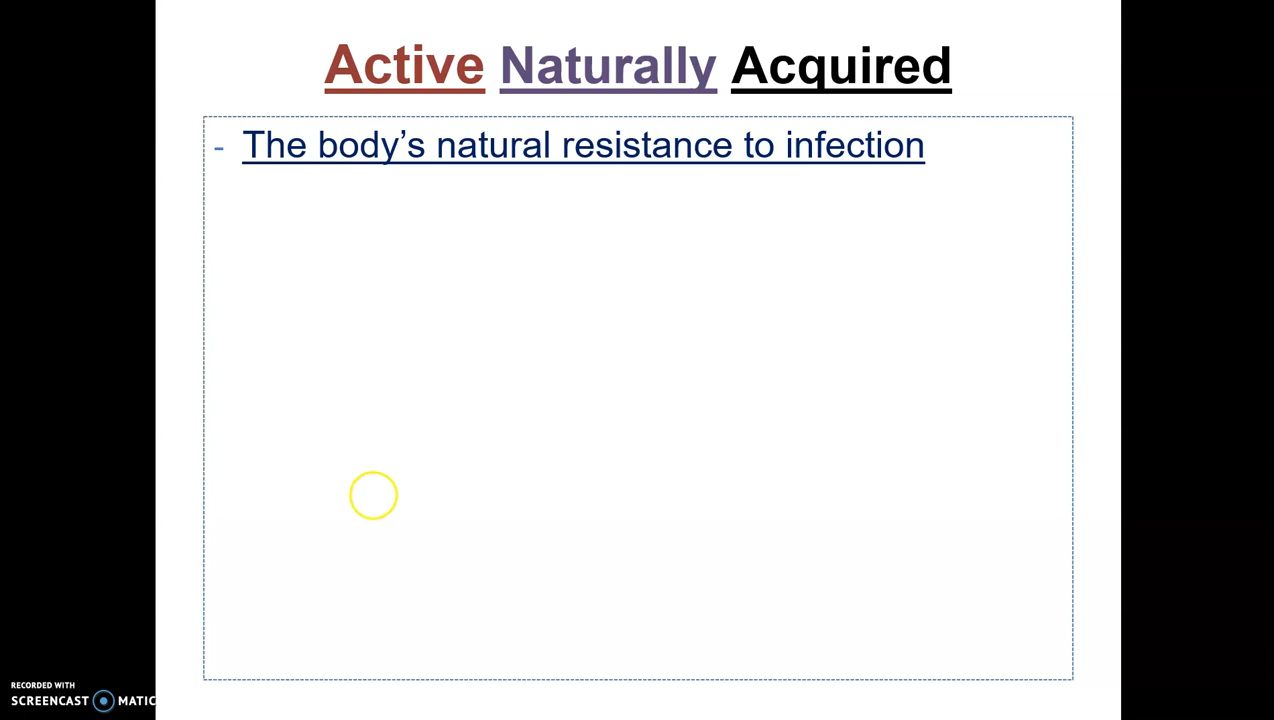 Active Naturally Acquired
- The body’s natural resistance to infection
RECORDED WITH
SCREENCAST MATIC